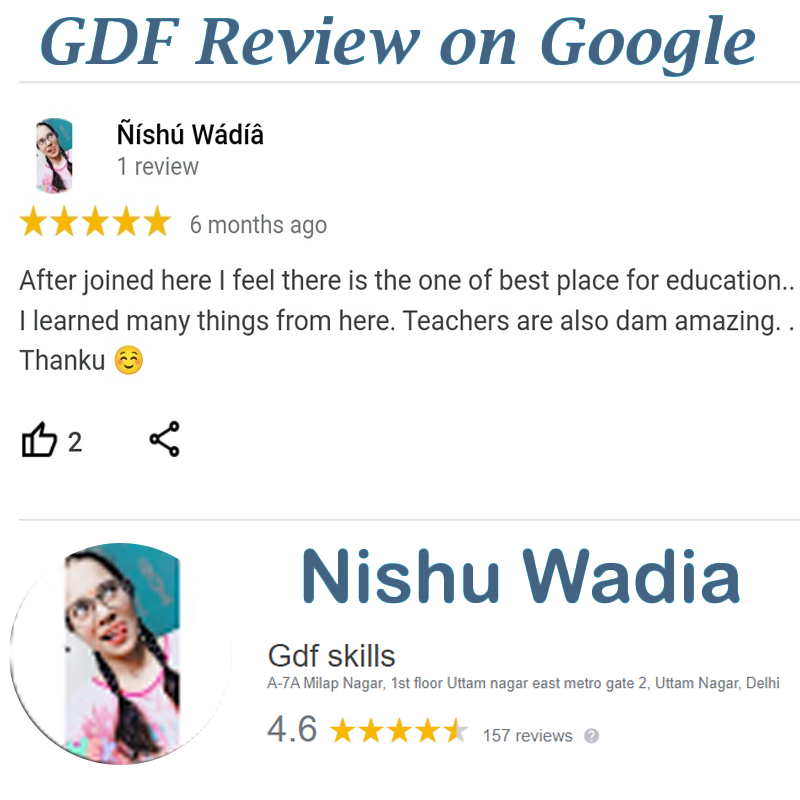 GDF Review on Google
Ñíshú Wádíâ
1 review
6 months ago
After joined here I feel there is the one of best place for education..
I learned many things from here. Teachers are also dam amazing. .
Thanku ☺️
2
Nishu Wadia
Gdf skills
A-7A Milap Nagar, 1st floor Uttam nagar east metro gate 2, Uttam Nagar, Delhi
4.6 157 reviews ?